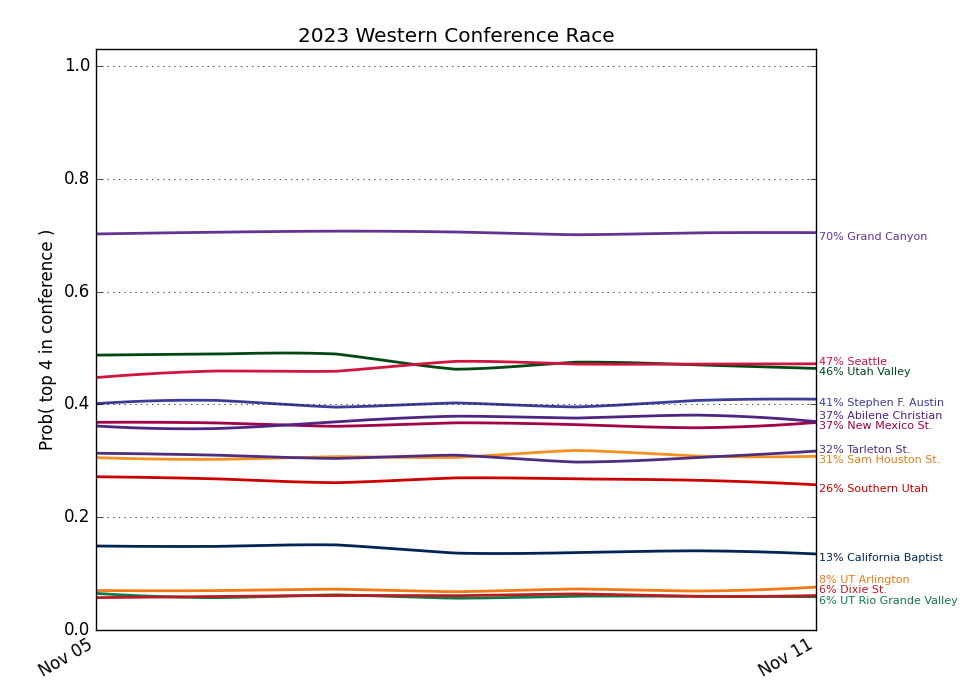 2023 Western Conference Race
Prob( top 4 in conference )
1.0
0.8
0.6
0.4
0.2
0.0
Nov 05
Nov 11
70% Grand Canyon
47% Seattle
46% Utah Valley
41% Stephen F. Austin
37% Abilene Christian
37% New Mexico St.
32% Tarleton St.
31% Sam Houston St.
26% Southern Utah
13% California Baptist
8% UT Arlington
6% Dixie St.
6% UT Rio Grande Valley